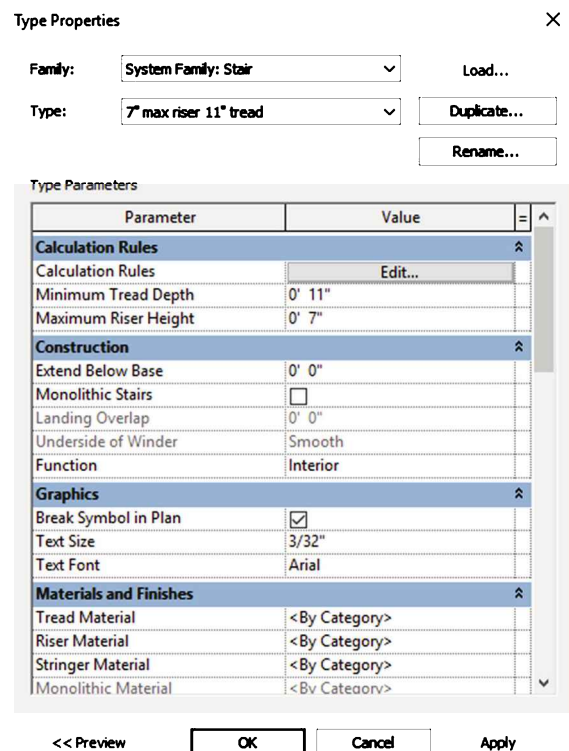 Type Properties
Family: System Family: Stair Load...
Type: 7" max riser 11" tread Duplicate...
Rename...
Type Parameters
Parameter Value =
Calculation Rules
Calculation Rules Edit...
Minimum Tread Depth 0' 11"
Maximum Riser Height 0' 7"
Construction
Extend Below Base 0' 0"
Monolithic Stairs
Landing Overlap 0' 0"
Underside of Winder Smooth
Function Interior
Graphics
Break Symbol in Plan
Text Size 3/32"
Text Font Arial
Materials and Finishes
Tread Material <By Category>
Riser Material <By Category>
Stringer Material <By Category>
Monolithic Material <By Category>
<< Preview OK Cancel Apply